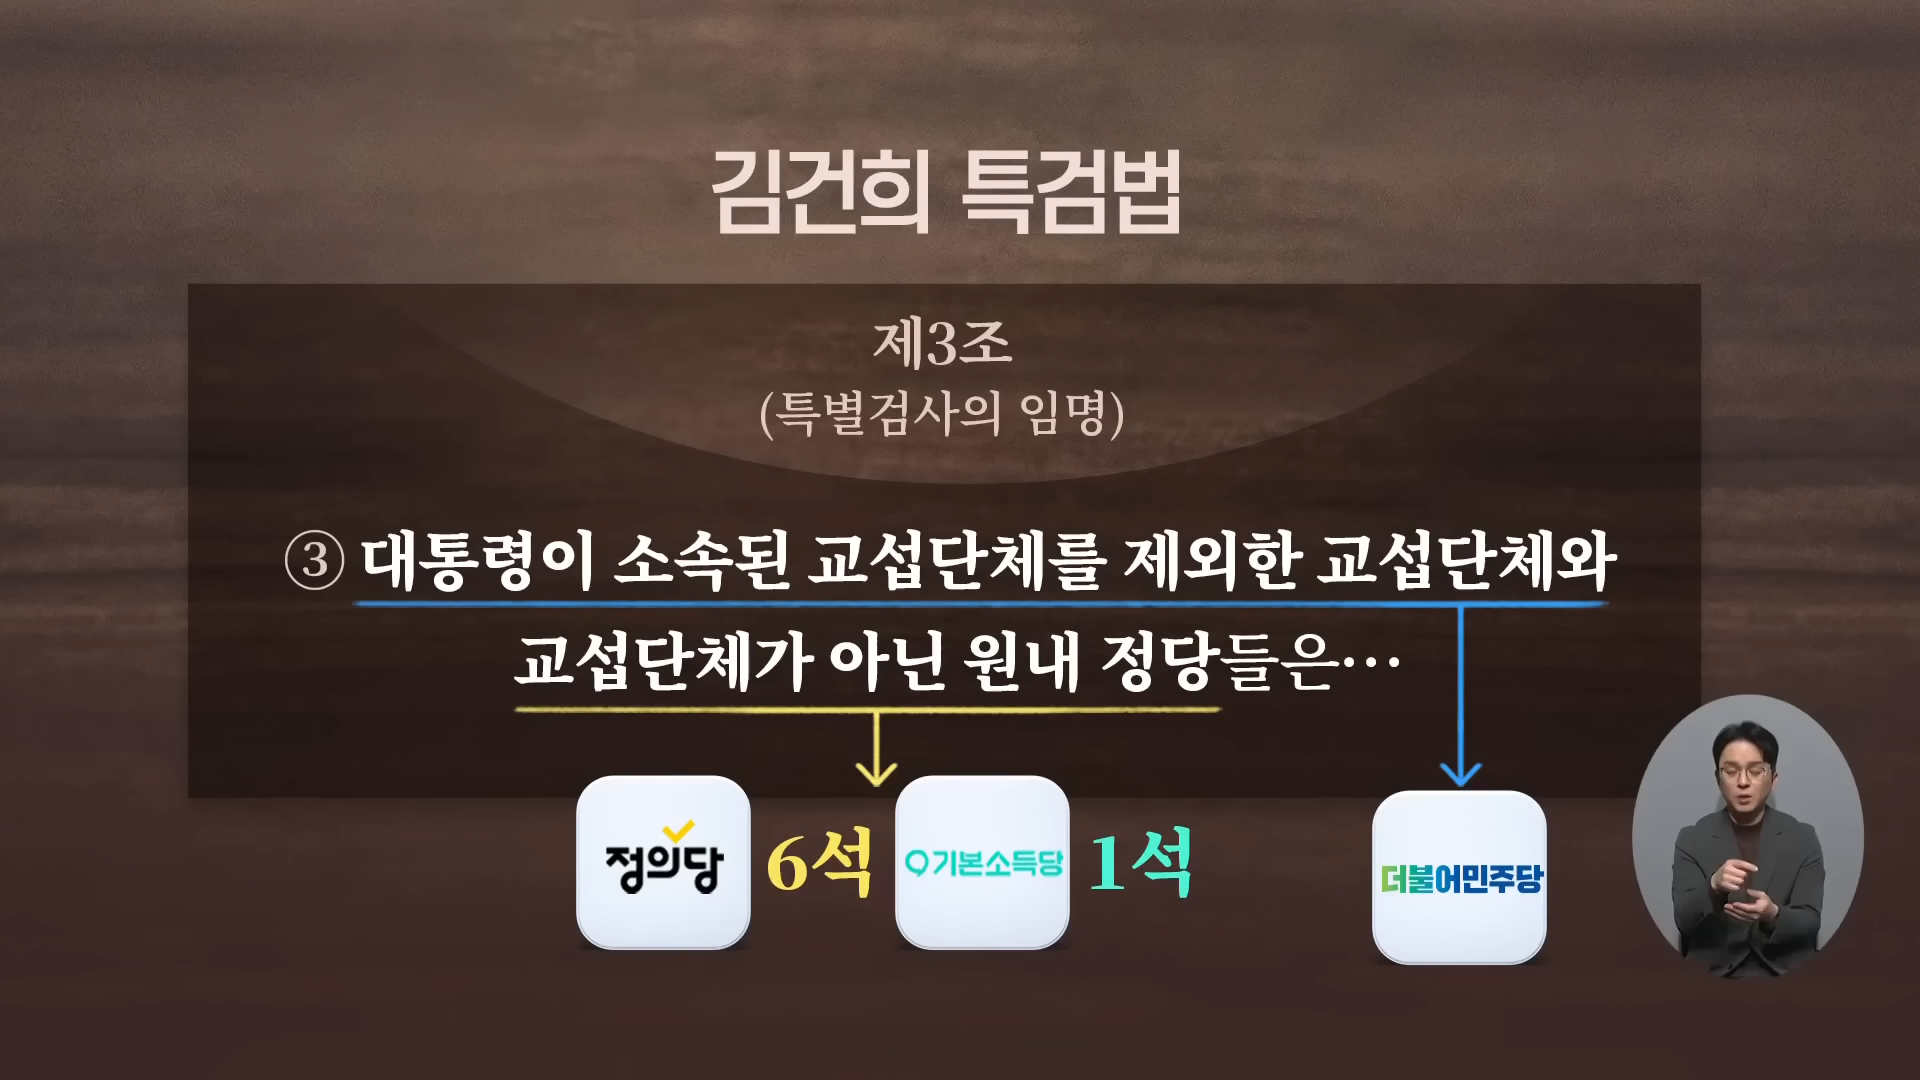 김건희 특검법
제3조
(특별검사의 임명)
③ 대통령이 소속된 교섭단체를 제외한 교섭단체와
교섭단체가 아닌 원내 정당들은…
정의당 6석 기본소득당 1석 더불어민주당